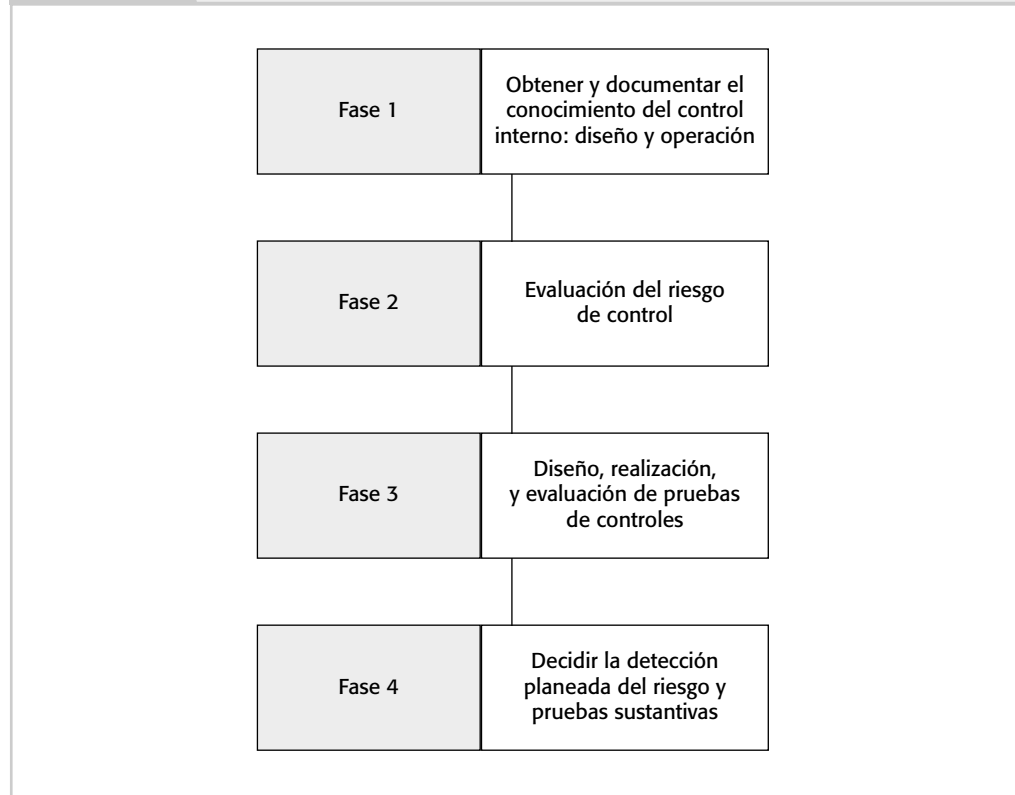 Fase 1
Obtener y documentar el
conocimiento del control
interno: diseño y operación
Fase 2
Evaluación del riesgo
de control
Fase 3
Diseño, realización,
y evaluación de pruebas
de controles
Fase 4
Decidir la detección
planeada del riesgo y
pruebas sustantivas